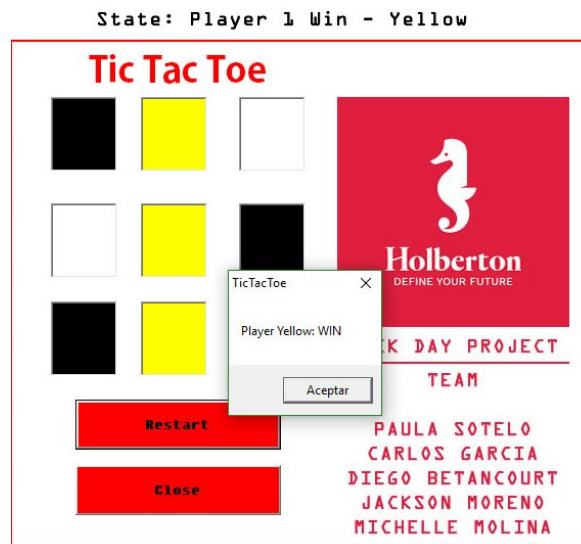 State: Player 1 Win - Yellow
Tic Tac Toe
Holberton
DEFINE YOUR FUTURE
TicTacToe
Player Yellow: WIN
Aceptar
K DAY PROJECT
TEAM
PAULA SOTELO
CARLOS GARCIA
DIEGO BETANCOURT
JACKSON MORENO
MICHELLE MOLINA
Restart
Close